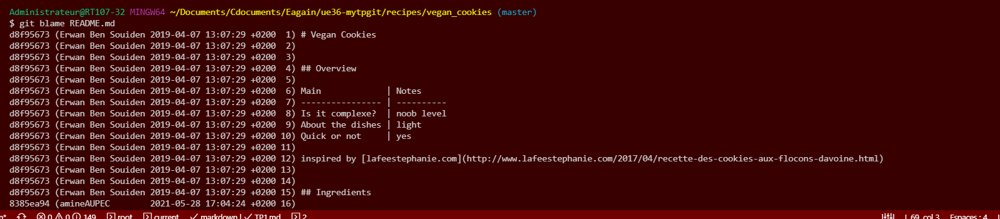 Administrateur@RT107-32 MINGW64 ~/Documents/Cdocuments/Eagain/ue36-mytpgit/recipes/vegan_cookies (master)
$ git blame README.md
d8f95673 (Erwan Ben Souiden 2019-04-07 13:07:29 +0200  1) # Vegan Cookies
d8f95673 (Erwan Ben Souiden 2019-04-07 13:07:29 +0200  2)
d8f95673 (Erwan Ben Souiden 2019-04-07 13:07:29 +0200  3)
d8f95673 (Erwan Ben Souiden 2019-04-07 13:07:29 +0200  4) ## Overview
d8f95673 (Erwan Ben Souiden 2019-04-07 13:07:29 +0200  5)
d8f95673 (Erwan Ben Souiden 2019-04-07 13:07:29 +0200  6) Main             | Notes
d8f95673 (Erwan Ben Souiden 2019-04-07 13:07:29 +0200  7) ---------------- | ----------
d8f95673 (Erwan Ben Souiden 2019-04-07 13:07:29 +0200  8) Is it complexe?  | noob level
d8f95673 (Erwan Ben Souiden 2019-04-07 13:07:29 +0200  9) About the dishes | light
d8f95673 (Erwan Ben Souiden 2019-04-07 13:07:29 +0200 10) Quick or not     | yes
d8f95673 (Erwan Ben Souiden 2019-04-07 13:07:29 +0200 11)
d8f95673 (Erwan Ben Souiden 2019-04-07 13:07:29 +0200 12) inspired by [lafeestephanie.com](http://www.lafeestephanie.com/2017/04/recette-des-cookies-aux-flocons-davoine.html)
d8f95673 (Erwan Ben Souiden 2019-04-07 13:07:29 +0200 13)
d8f95673 (Erwan Ben Souiden 2019-04-07 13:07:29 +0200 14)
d8f95673 (Erwan Ben Souiden 2019-04-07 13:07:29 +0200 15) ## Ingredients
8385ea94 (amineAUPEC        2021-05-28 17:04:24 +0200 16)
0 0 149 root current markdown | TP1.md 2 L 69, col 3 Espaces : 4